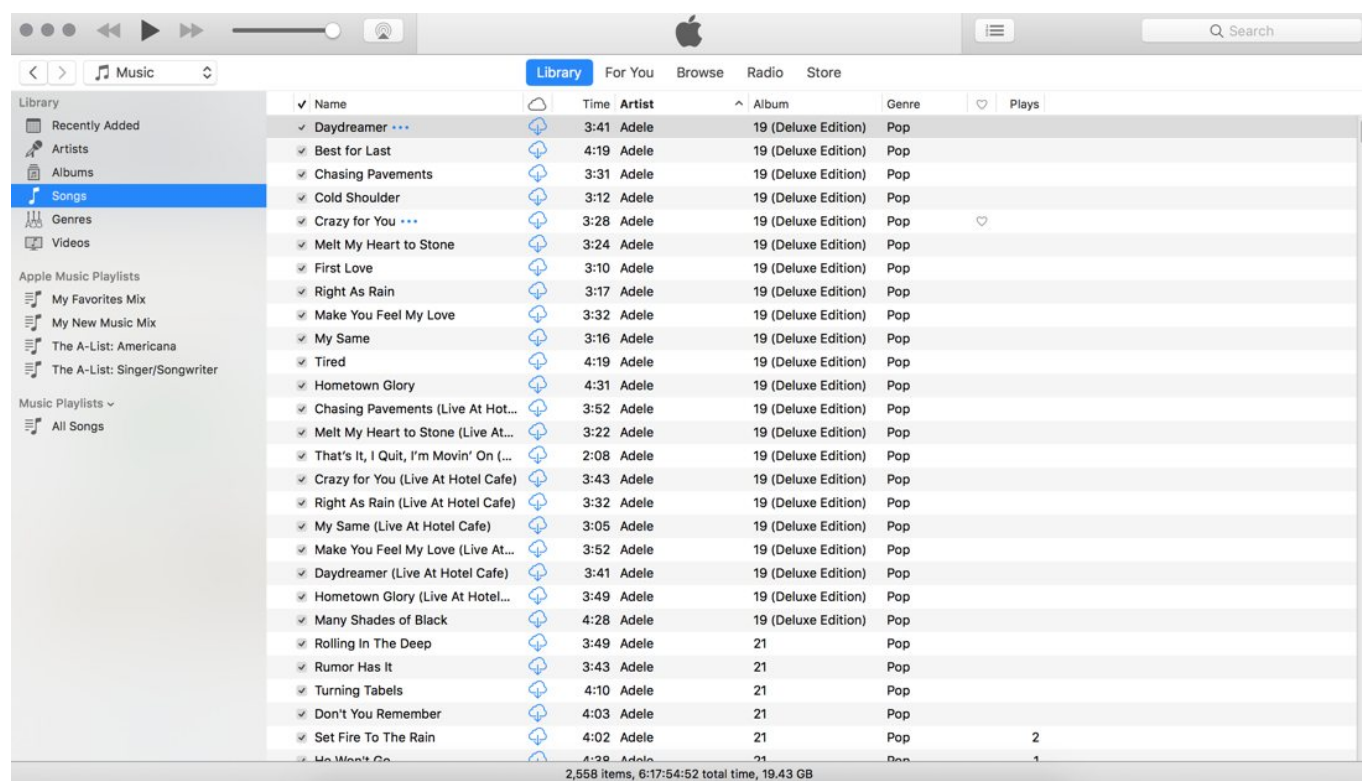 Search
Music
Library For You Browse Radio Store
Library
Recently Added
Artists
Albums
Songs
Genres
Videos
Apple Music Playlists
My Favorites Mix
My New Music Mix
The A-List: Americana
The A-List: Singer/Songwriter
Music Playlists
All Songs
Name Time Artist Album Genre Plays
Daydreamer ••• 3:41 Adele 19 (Deluxe Edition) Pop
Best for Last 4:19 Adele 19 (Deluxe Edition) Pop
Chasing Pavements 3:31 Adele 19 (Deluxe Edition) Pop
Cold Shoulder 3:12 Adele 19 (Deluxe Edition) Pop
Crazy for You ••• 3:28 Adele 19 (Deluxe Edition) Pop
Melt My Heart to Stone 3:24 Adele 19 (Deluxe Edition) Pop
First Love 3:10 Adele 19 (Deluxe Edition) Pop
Right As Rain 3:17 Adele 19 (Deluxe Edition) Pop
Make You Feel My Love 3:32 Adele 19 (Deluxe Edition) Pop
My Same 3:16 Adele 19 (Deluxe Edition) Pop
Tired 4:19 Adele 19 (Deluxe Edition) Pop
Hometown Glory 4:31 Adele 19 (Deluxe Edition) Pop
Chasing Pavements (Live At Hot... 3:52 Adele 19 (Deluxe Edition) Pop
Melt My Heart to Stone (Live At... 3:22 Adele 19 (Deluxe Edition) Pop
That's It, I Quit, I'm Movin' On (... 2:08 Adele 19 (Deluxe Edition) Pop
Crazy for You (Live At Hotel Cafe) 3:43 Adele 19 (Deluxe Edition) Pop
Right As Rain (Live At Hotel Cafe) 3:32 Adele 19 (Deluxe Edition) Pop
My Same (Live At Hotel Cafe) 3:05 Adele 19 (Deluxe Edition) Pop
Make You Feel My Love (Live At... 3:52 Adele 19 (Deluxe Edition) Pop
Daydreamer (Live At Hotel Cafe) 3:41 Adele 19 (Deluxe Edition) Pop
Hometown Glory (Live At Hotel... 3:49 Adele 19 (Deluxe Edition) Pop
Many Shades of Black 4:28 Adele 19 (Deluxe Edition) Pop
Rolling In The Deep 3:49 Adele 21 Pop
Rumor Has It 3:43 Adele 21 Pop
Turning Tabels 4:10 Adele 21 Pop
Don't You Remember 4:03 Adele 21 Pop
Set Fire To The Rain 4:02 Adele 21 Pop 2
He Won't Go 4:38 Adele 21 Pop 1
2,558 items, 6:17:54:52 total time, 19.43 GB